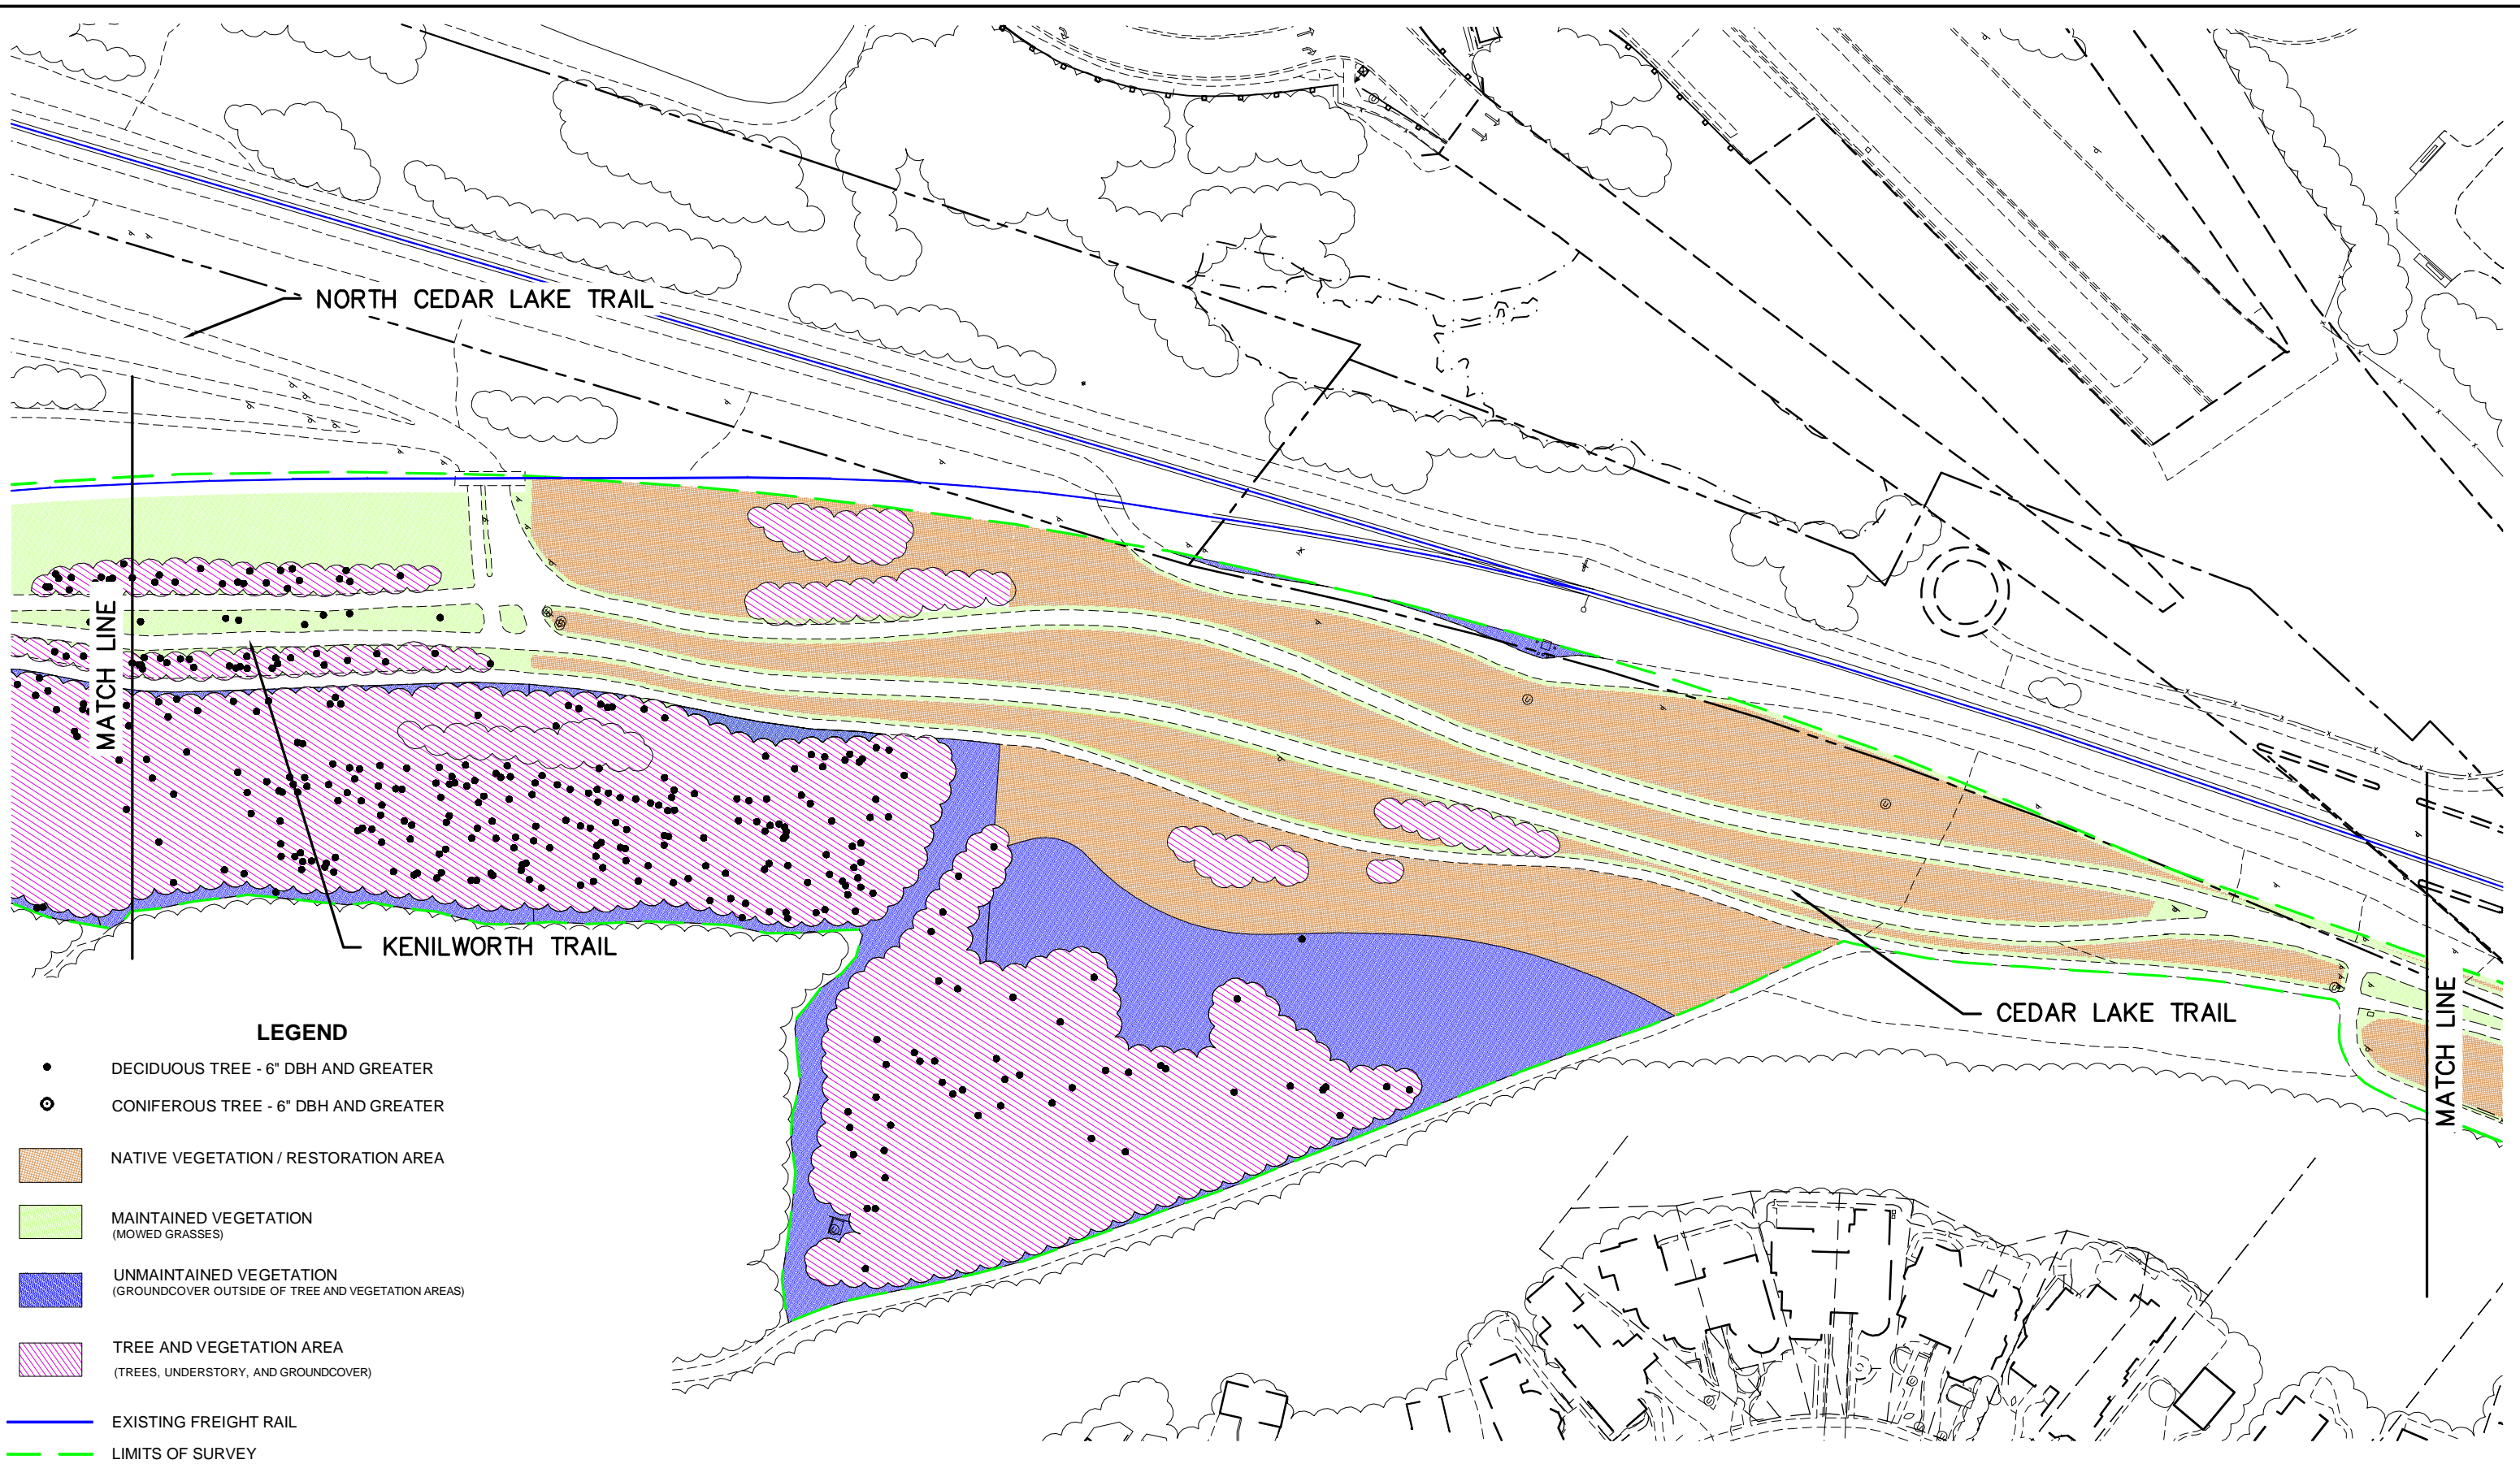 NORTH CEDAR LAKE TRAIL
MATCH LINE
KENILWORTH TRAIL
CEDAR LAKE TRAIL
MATCH LINE
LEGEND
DECIDUOUS TREE - 6" DBH AND GREATER
CONIFEROUS TREE - 6" DBH AND GREATER
NATIVE VEGETATION / RESTORATION AREA
MAINTAINED VEGETATION
(MOWED GRASSES)
UNMAINTAINED VEGETATION
(GROUNDCOVER OUTSIDE OF TREE AND VEGETATION AREAS)
TREE AND VEGETATION AREA
(TREES, UNDERSTORY, AND GROUNDCOVER)
EXISTING FREIGHT RAIL
LIMITS OF SURVEY